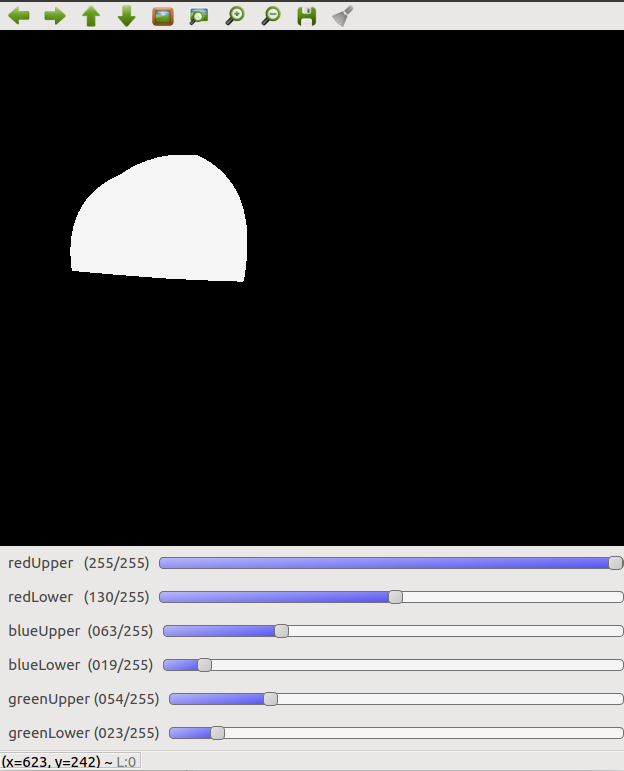 redUpper (255/255)
redLower (130/255)
blueUpper (063/255)
blueLower (019/255)
greenUpper (054/255)
greenLower (023/255)
(x=623, y=242) ~ L:0